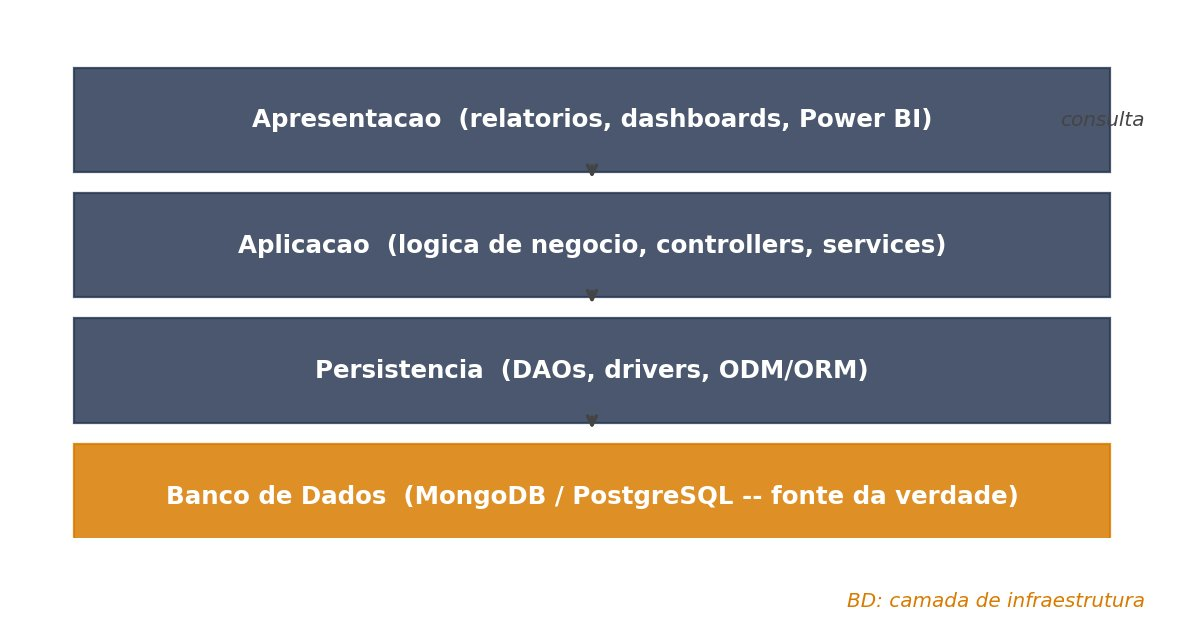 Apresentacao  (relatorios, dashboards, Power BI)
consulta
Aplicacao  (logica de negocio, controllers, services)
Persistencia  (DAOs, drivers, ODM/ORM)
Banco de Dados  (MongoDB / PostgreSQL -- fonte da verdade)
BD: camada de infraestrutura